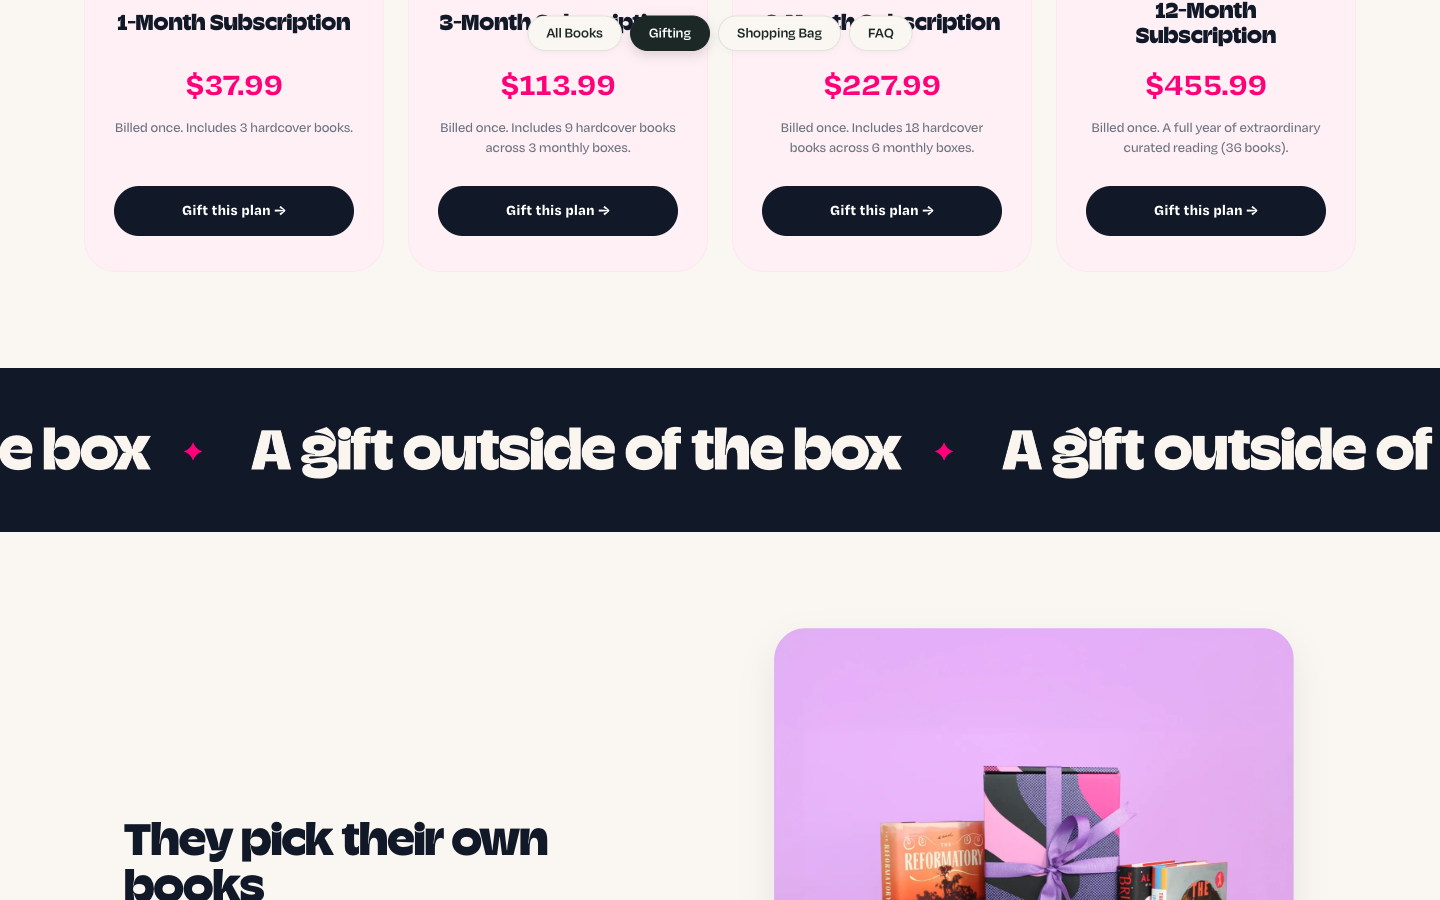 1-Month Subscription
3-Month
Subscription
12-Month
Subscription
All Books
Gifting
Shopping Bag
FAQ
$37.99
$113.99
$227.99
$455.99
Billed once. Includes 3 hardcover books.
Billed once. Includes 9 hardcover books
across 3 monthly boxes.
Billed once. Includes 18 hardcover
books across 6 monthly boxes.
Billed once. A full year of extraordinary
curated reading (36 books).
Gift this plan →
Gift this plan →
Gift this plan →
Gift this plan →
e box ✦ A gift outside of the box ✦ A gift outside of
They pick their own
books
THE
REFORMATORY
THE